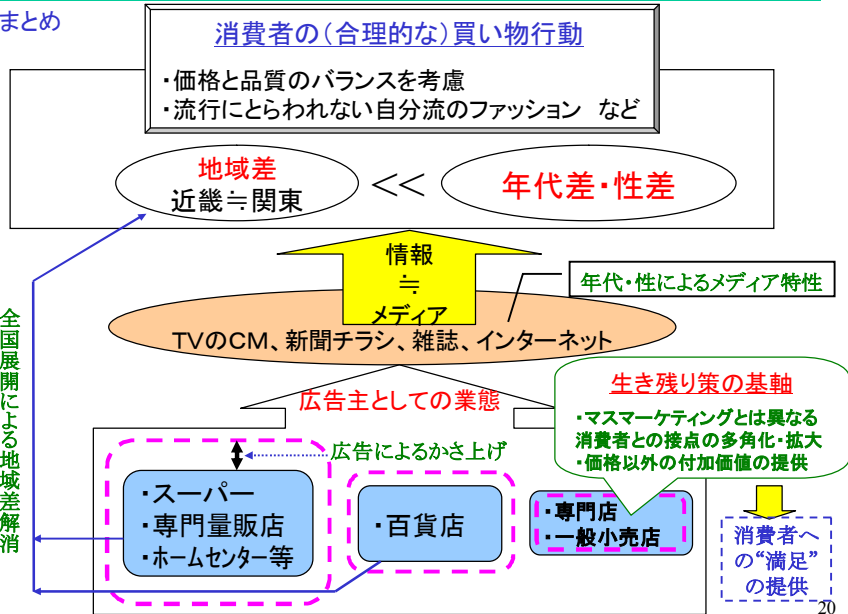 まとめ
消費者の(合理的な)買い物行動
・価格と品質のバランスを考慮
・流行にとらわれない自分流のファッション など
地域差
近畿≒関東
<<
年代差・性差
情報
≒
メディア
年代・性によるメディア特性
TVのCM、新聞チラシ、雑誌、インターネット
全国展開による地域差解消
広告主としての業態
生き残り策の基軸
・マスマーケティングとは異なる
消費者との接点の多角化・拡大
・価格以外の付加価値の提供
広告によるかさ上げ
・スーパー
・専門量販店
・ホームセンター等
・百貨店
・専門店
・一般小売店
消費者へ
の“満足”
の提供
20